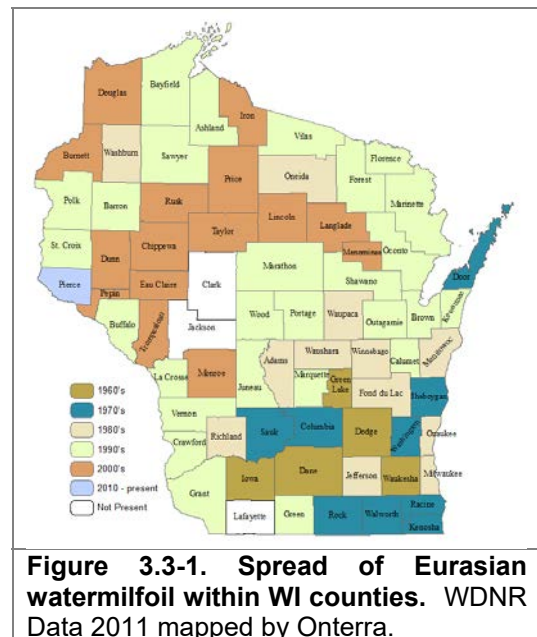 Douglas
Bayfield
Ashland
Iron
Vilas
Burnett
Washburn
Sawyer
Price
Oneida
Florence
Forest
Marinette
Polk
Barron
Rusk
Lincoln
Langlade
Taylor
Menominee
Oconto
St. Croix
Dunn
Chippewa
Clark
Marathon
Shawano
Door
Pierce
Pepin
Eau Claire
Buffalo
Trempealeau
Jackson
Wood
Portage
Waupaca
Outagamie
Brown
Kewaunee
La Crosse
Monroe
Juneau
Adams
Waushara
Winnebago
Calumet
Manitowoc
Marquette
Green
Lake
Fond du Lac
Sheboygan
Vernon
Crawford
Richland
Sauk
Columbia
Dodge
Washington
Ozaukee
Grant
Iowa
Dane
Jefferson
Waukesha
Milwaukee
Lafayette
Green
Rock
Walworth
Racine
Kenosha
1960's
1970's
1980's
1990's
2000's
2010 - present
Not Present
Figure 3.3-1. Spread of Eurasian
watermilfoil within WI counties. WDNR
Data 2011 mapped by Onterra.